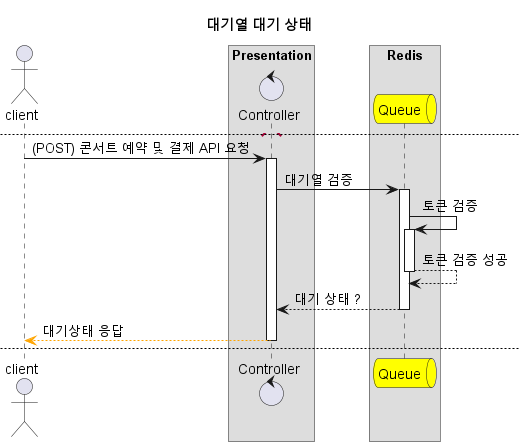 대기열 대기 상태
Presentation
Redis
client
Controller
Queue
(POST) 콘서트 예약 및 결제 API 요청
대기열 검증
토큰 검증
토큰 검증 성공
대기 상태 ?
대기상태 응답
client
Controller
Queue